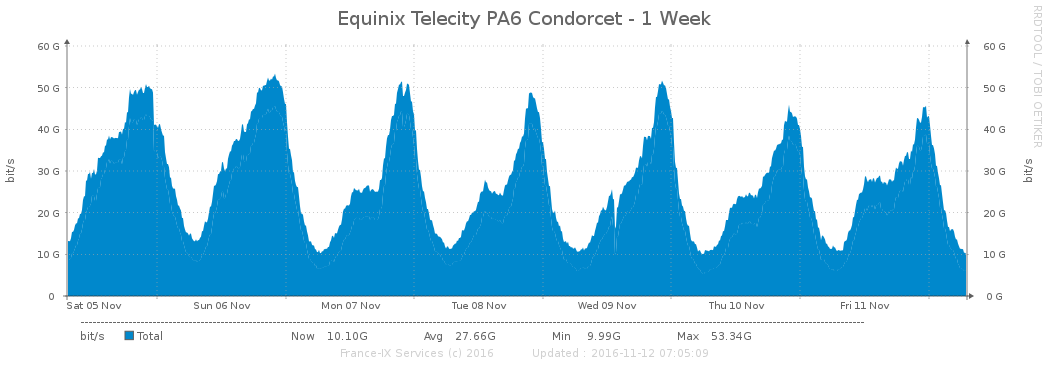 Equinix Telecity PA6 Condorcet - 1 Week
RRDTOOL / TOBI OETIKER
60 G 60 G
50 G 50 G
40 G 40 G
30 G 30 G
20 G 20 G
10 G 10 G
0 0 G
bit/s bit/s
Sat 05 Nov Sun 06 Nov Mon 07 Nov Tue 08 Nov Wed 09 Nov Thu 10 Nov Fri 11 Nov
bit/s Total Now 10.10G Avg 27.66G Min 9.99G Max 53.34G
France-IX Services (c) 2016 Updated : 2016-11-12 07:05:09